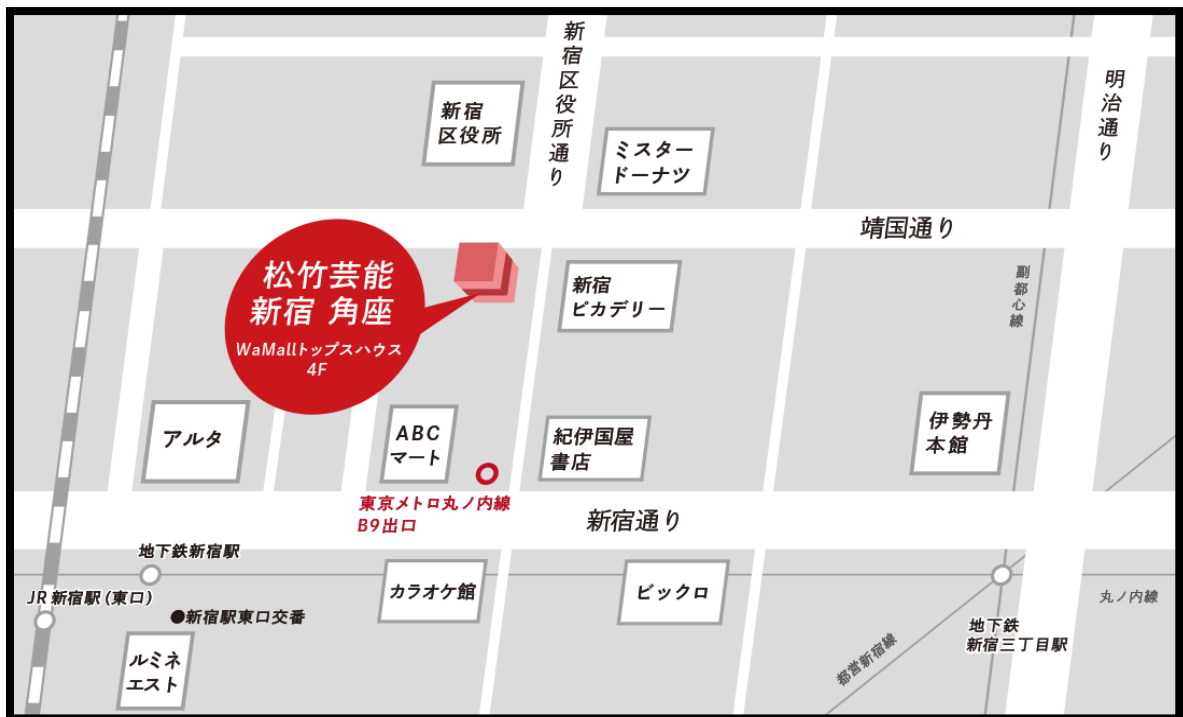 新宿区役所通り
明治通り
新宿
区役所
ミスター
ドーナツ
靖国通り
松竹芸能
新宿 角座
WaMallトップスハウス
4F
新宿
ピカデリー
副都心線
アルタ
ABC
マート
紀伊国屋
書店
伊勢丹
本館
東京メトロ丸ノ内線
B9出口
新宿通り
地下鉄新宿駅
JR新宿駅(東口)
●新宿駅東口交番
カラオケ館
ビックロ
丸ノ内線
地下鉄
新宿三丁目駅
都営新宿線
ルミネ
エスト